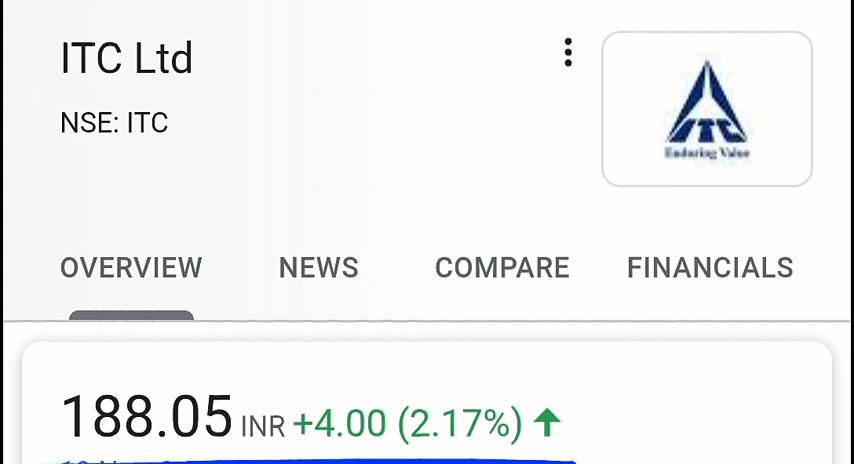 ITC Ltd
NSE: ITC
ITC
Enduring Value
OVERVIEW NEWS COMPARE FINANCIALS
188.05 INR +4.00 (2.17%)